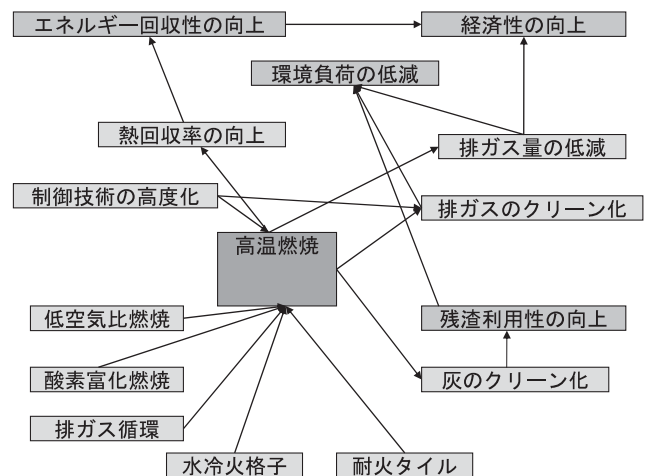 エネルギー回収性の向上
経済性の向上
環境負荷の低減
熱回収率の向上
排ガス量の低減
制御技術の高度化
排ガスのクリーン化
高温燃焼
低空気比燃焼
残渣利用性の向上
酸素富化燃焼
灰のクリーン化
排ガス循環
水冷火格子
耐火タイル